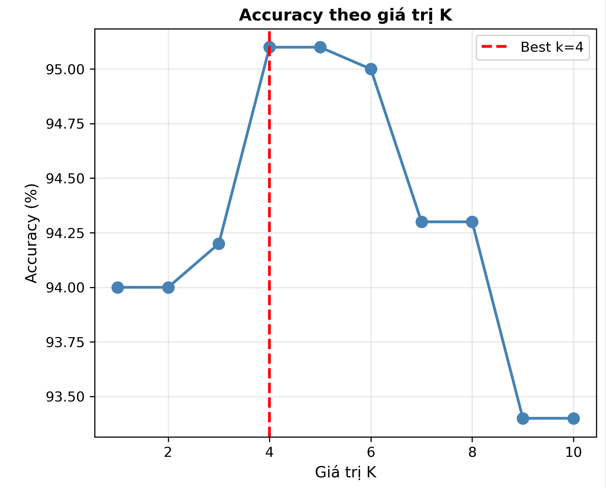 Accuracy theo giá trị K
Best k=4
Accuracy (%)
95.00
94.75
94.50
94.25
94.00
93.75
93.50
2 4 6 8 10
Giá trị K